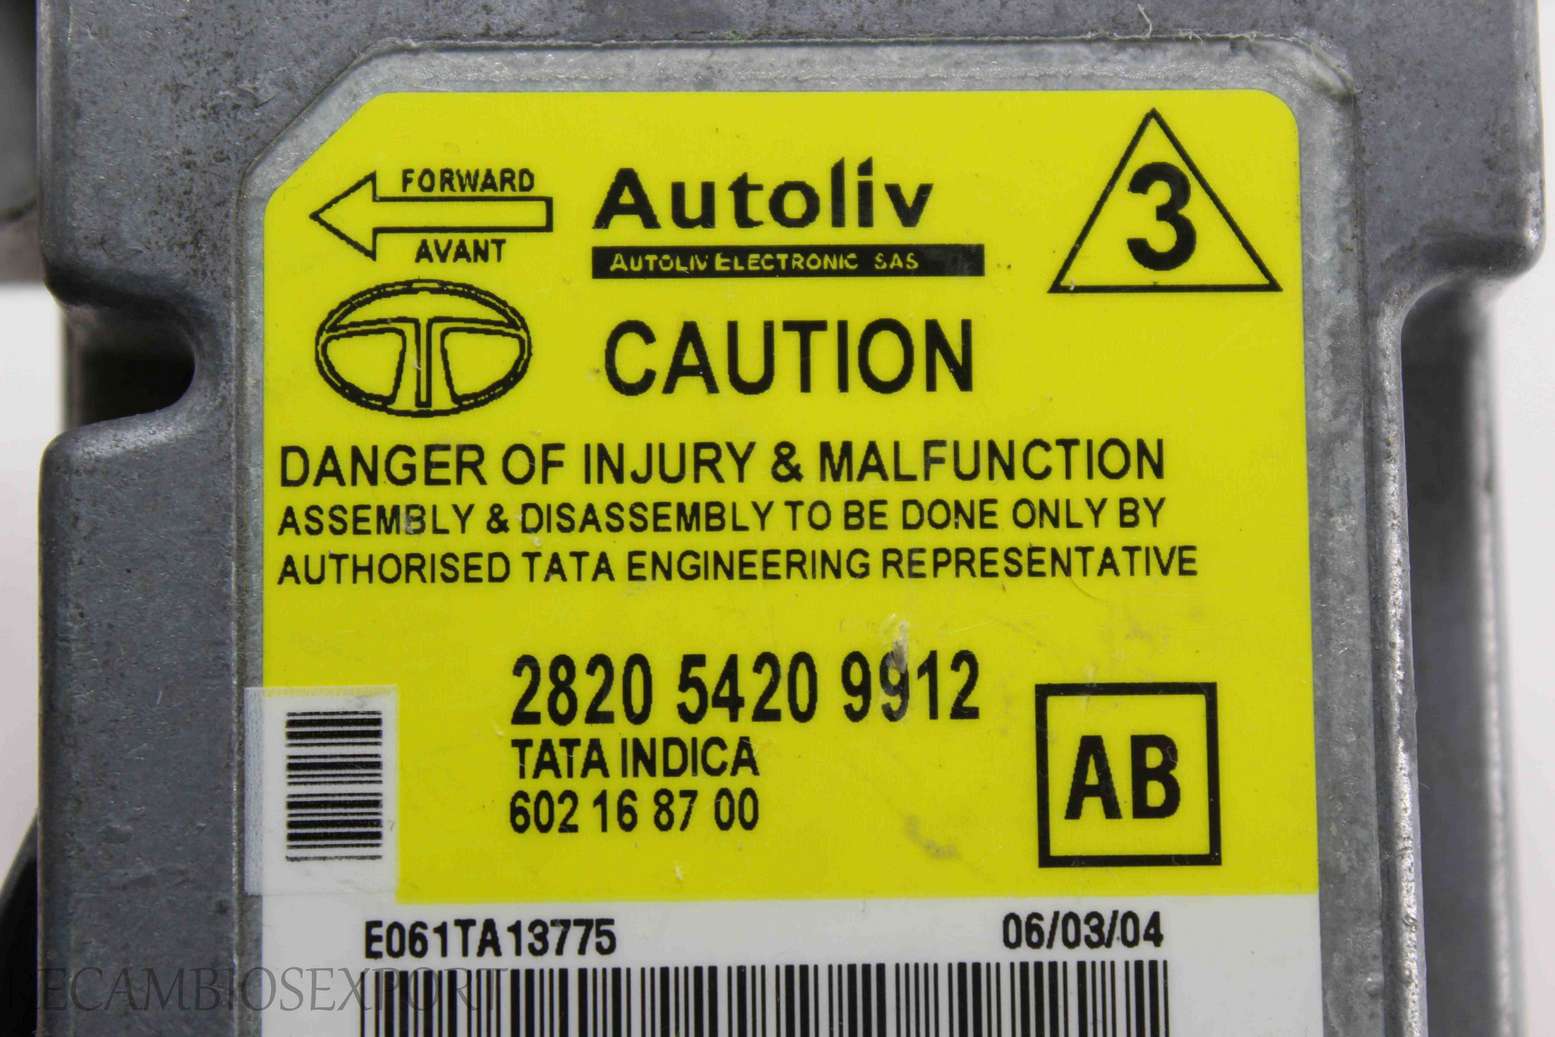 FORWARD
AVANT
Autoliv
AUTOLIV ELECTRONIC SAS
3
CAUTION
DANGER OF INJURY & MALFUNCTION
ASSEMBLY & DISASSEMBLY TO BE DONE ONLY BY
AUTHORISED TATA ENGINEERING REPRESENTATIVE
2820 5420 9912
TATA INDICA
602 16 87 00
AB
E061TA13775
06/03/04
RECAMBIOSEXPORT